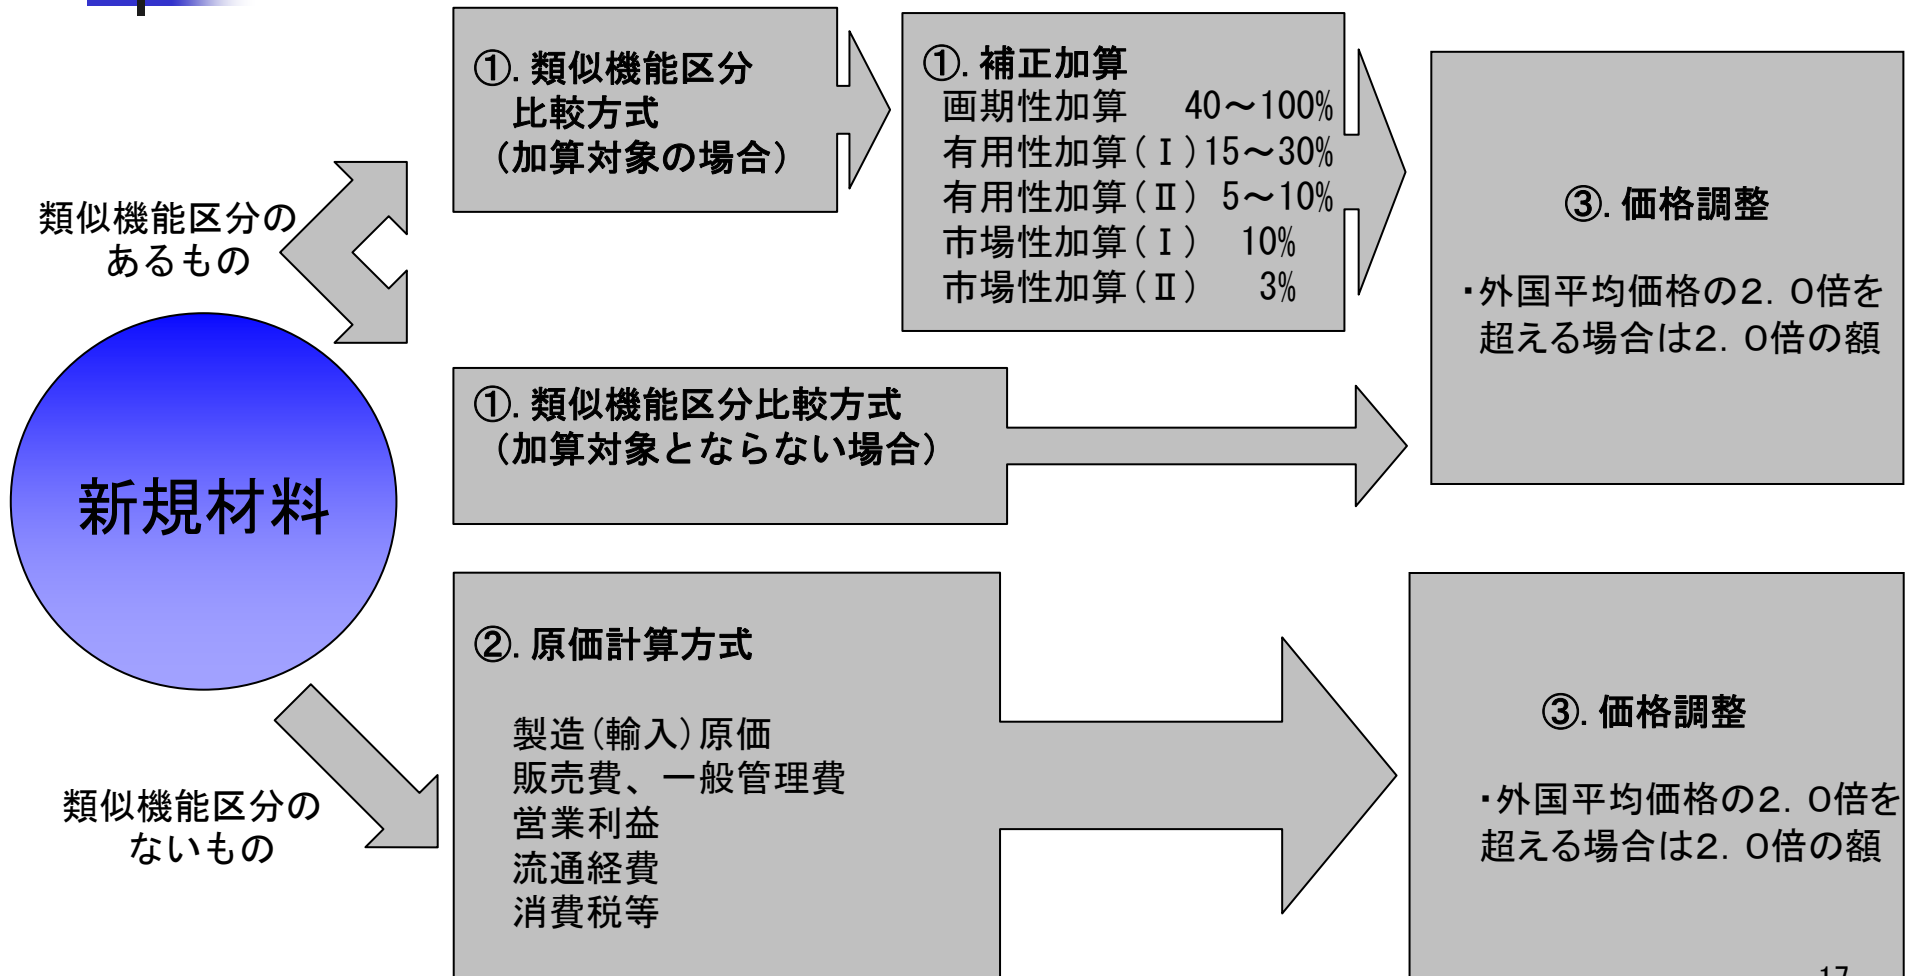 ①．類似機能区分
比較方式
（加算対象の場合）
①．補正加算
画期性加算　40～100%
有用性加算（Ⅰ）15～30%
有用性加算（Ⅱ）5～10%
市場性加算（Ⅰ）　10%
市場性加算（Ⅱ）　3%
③．価格調整
・外国平均価格の２．０倍を
超える場合は２．０倍の額
類似機能区分の
あるもの
①．類似機能区分比較方式
（加算対象とならない場合）
新規材料
類似機能区分の
ないもの
②．原価計算方式
製造（輸入）原価
販売費、一般管理費
営業利益
流通経費
消費税等
③．価格調整
・外国平均価格の２．０倍を
超える場合は２．０倍の額
17